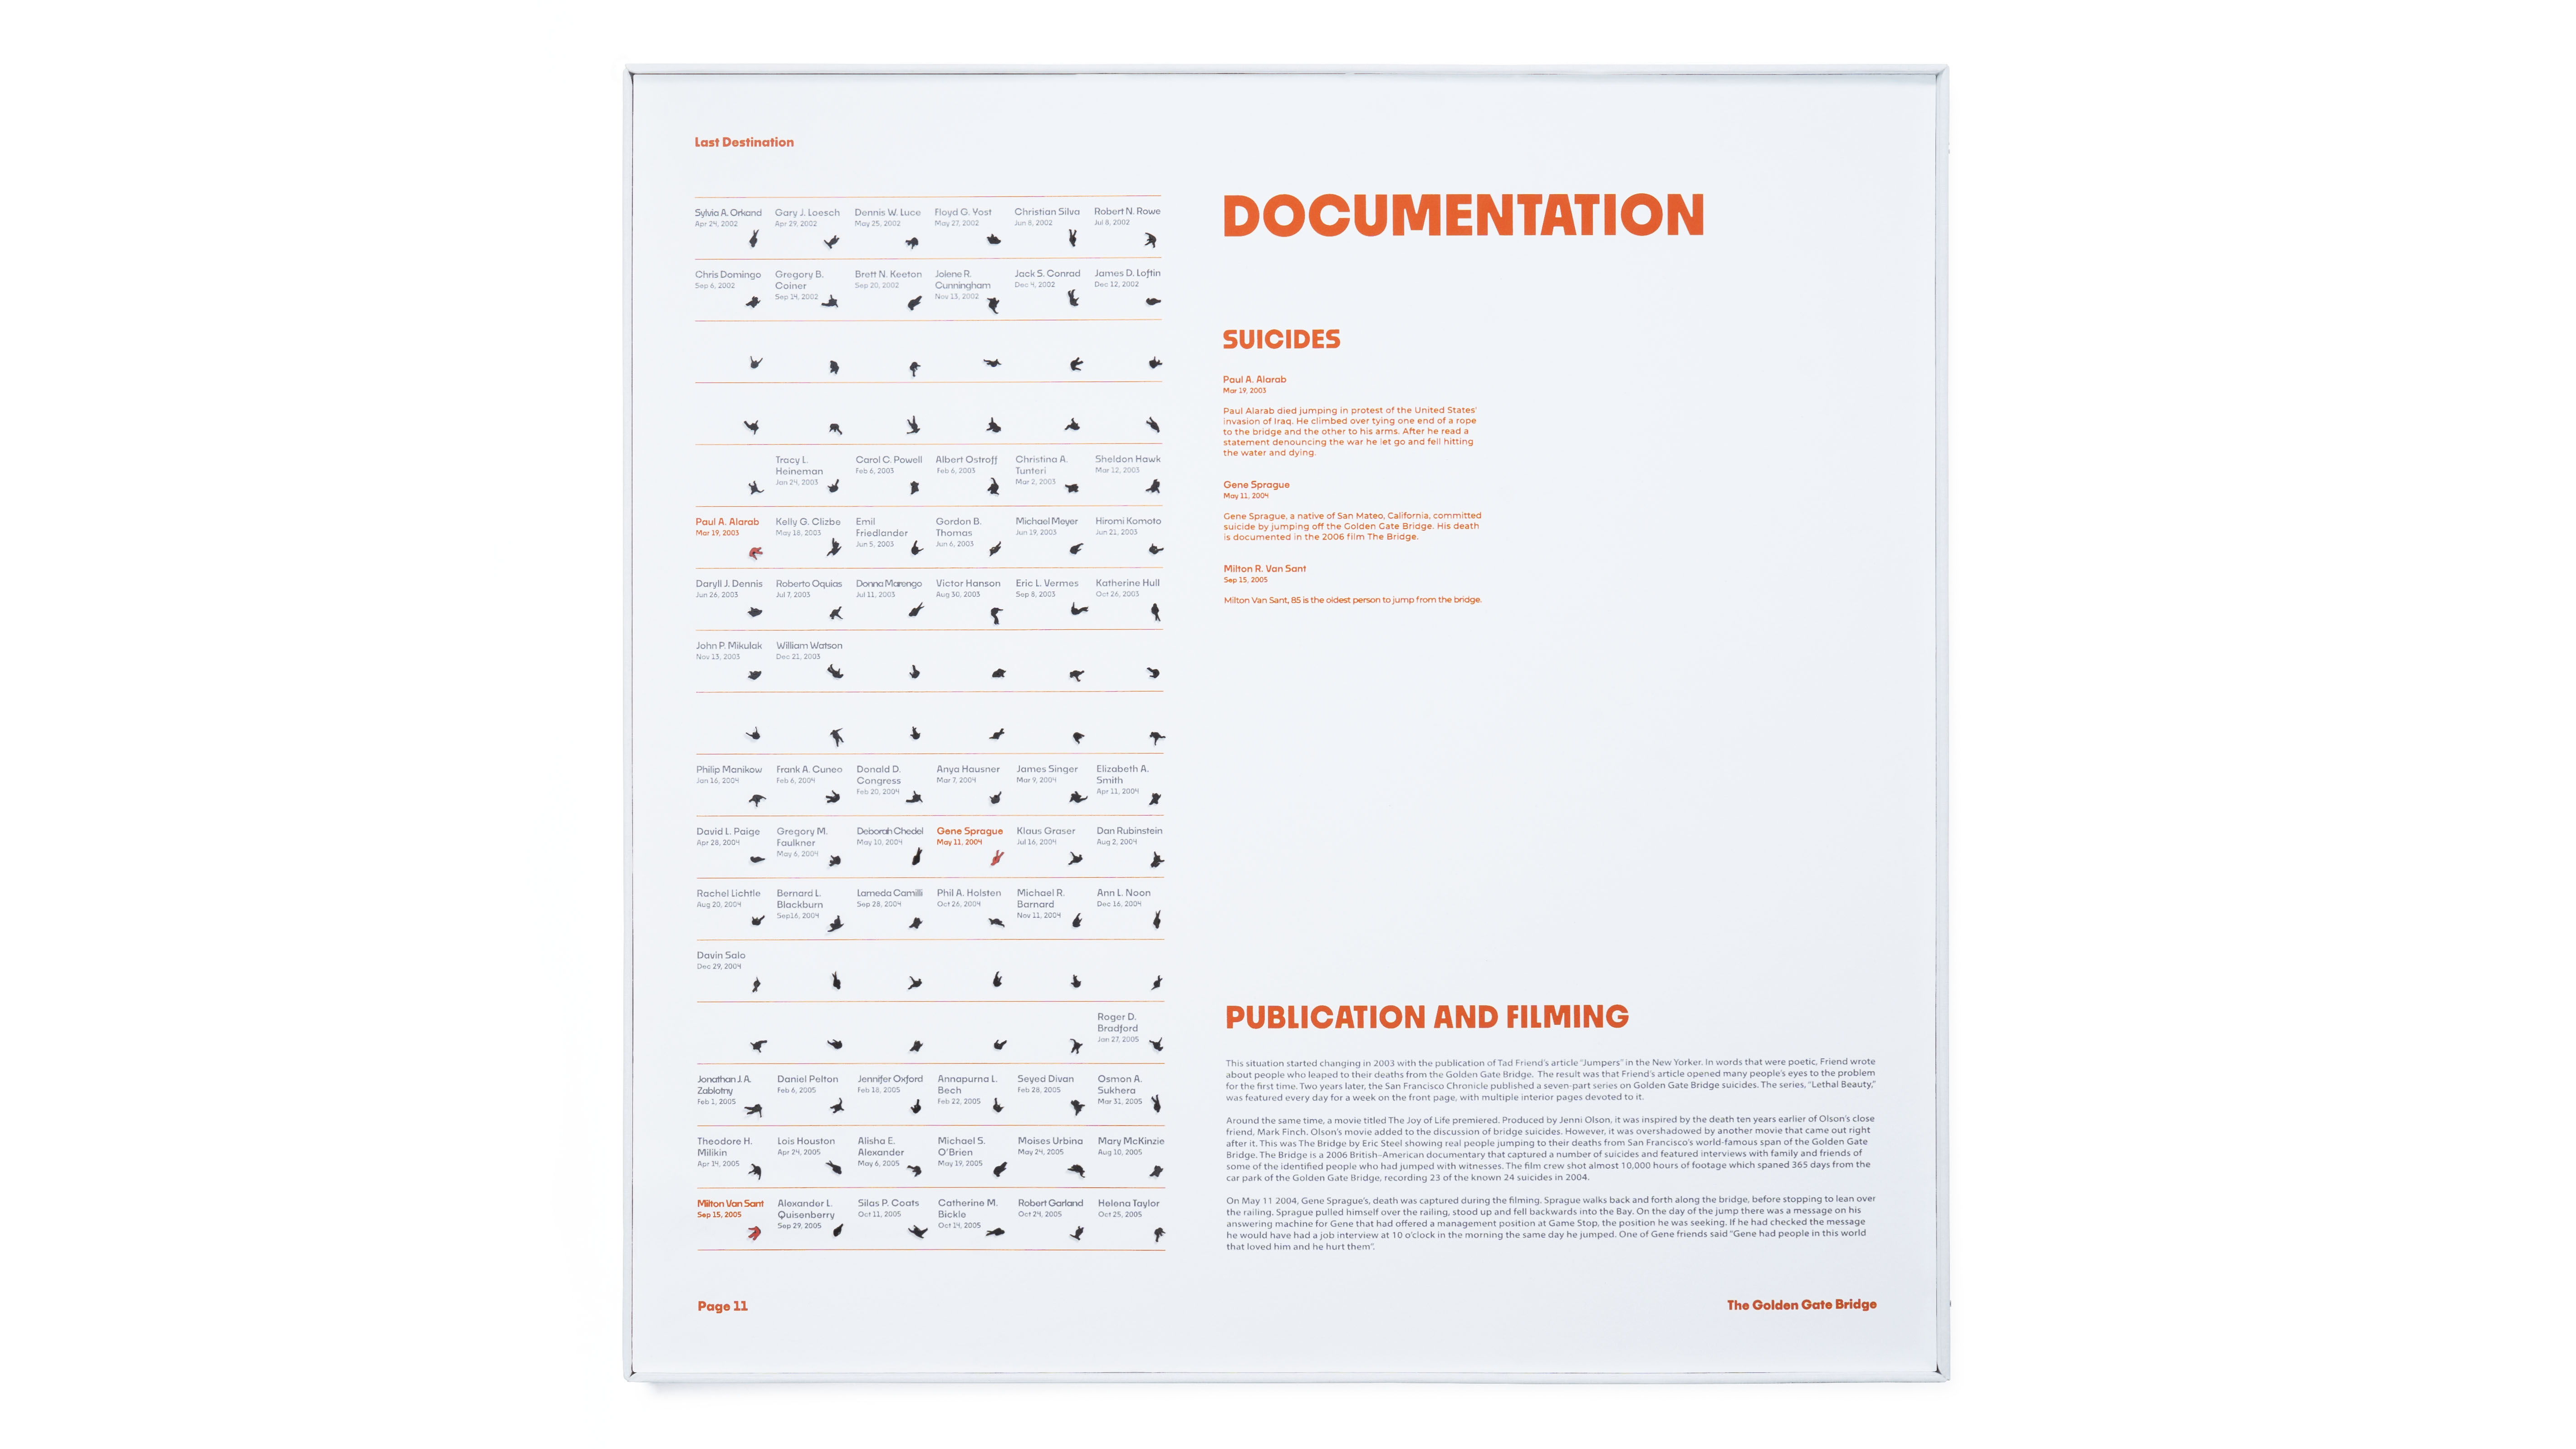 Last Destination
Sylvia A. Orkand
Apr 24, 2002
Gary J. Loesch
Apr 29, 2002
Dennis W. Luce
May 25, 2002
Floyd G. Yost
May 27, 2002
Christian Silva
Jun 8, 2002
Robert N. Rowe
Jul 8, 2002
Chris Domingo
Sep 6, 2002
Gregory B.
Coiner
Sep 14, 2002
Brett N. Keeton
Sep 20, 2002
Jolene R.
Cunningham
Nov 13, 2002
Jack S. Conrad
Dec 4, 2002
James D. Loftin
Dec 12, 2002
Tracy L.
Heineman
Jan 24, 2003
Carol C. Powell
Feb 6, 2003
Albert Ostroff
Feb 6, 2003
Christina A.
Tunteri
Mar 2, 2003
Sheldon Hawk
Mar 12, 2003
Paul A. Alarab
Mar 19, 2003
Kelly G. Clizbe
May 18, 2003
Emil
Friedlander
Jun 5, 2003
Gordon B.
Thomas
Jun 6, 2003
Michael Meyer
Jun 19, 2003
Hiromi Komoto
Jun 21, 2003
Daryll J. Dennis
Jun 26, 2003
Roberto Oquias
Jul 7, 2003
Donna Marengo
Jul 11, 2003
Victor Hanson
Aug 30, 2003
Eric L. Vermes
Sep 8, 2003
Katherine Hull
Oct 26, 2003
John P. Mikulak
Nov 13, 2003
William Watson
Dec 21, 2003
Philip Manikow
Jan 16, 2004
Frank A. Cuneo
Feb 6, 2004
Donald D.
Congress
Feb 20, 2004
Anya Hausner
Mar 7, 2004
James Singer
Mar 9, 2004
Elizabeth A.
Smith
Apr 11, 2004
David L. Paige
Apr 28, 2004
Gregory M.
Faulkner
May 6, 2004
Deborah Chedel
May 10, 2004
Gene Sprague
May 11, 2004
Klaus Graser
Jul 16, 2004
Dan Rubinstein
Aug 2, 2004
Rachel Lichtle
Aug 20, 2004
Bernard L.
Blackburn
Sep16, 2004
Lameda Camilli
Sep 28, 2004
Phil A. Holsten
Oct 26, 2004
Michael R.
Barnard
Nov 11, 2004
Ann L. Noon
Dec 16, 2004
Davin Salo
Dec 29, 2004
Roger D.
Bradford
Jan 27, 2005
Jonathan J. A.
Zablotny
Feb 1, 2005
Daniel Pelton
Feb 6, 2005
Jennifer Oxford
Feb 18, 2005
Annapurna L.
Bech
Feb 22, 2005
Seyed Divan
Feb 28, 2005
Osmon A.
Sukhera
Mar 31, 2005
Theodore H.
Milikin
Apr 14, 2005
Lois Houston
Apr 24, 2005
Alisha E.
Alexander
May 6, 2005
Michael S.
O'Brien
May 19, 2005
Moises Urbina
May 24, 2005
Mary McKinzie
Aug 10, 2005
Milton Van Sant
Sep 15, 2005
Alexander L.
Quisenberry
Sep 29, 2005
Silas P. Coats
Oct 11, 2005
Catherine M.
Bickle
Oct 14, 2005
Robert Garland
Oct 24, 2005
Helena Taylor
Oct 25, 2005
Page 11
DOCUMENTATION
SUICIDES
Paul A. Alarab
Mar 19, 2003
Paul Alarab died jumping in protest of the United States'
invasion of Iraq. He climbed over tying one end of a rope
to the bridge and the other to his arms. After he read a
statement denouncing the war he let go and fell hitting
the water and dying.
Gene Sprague
May 11, 2004
Gene Sprague, a native of San Mateo, California, committed
suicide by jumping off the Golden Gate Bridge. His death
is documented in the 2006 film The Bridge.
Milton R. Van Sant
Sep 15, 2005
Milton Van Sant, 85 is the oldest person to jump from the bridge.
PUBLICATION AND FILMING
This situation started changing in 2003 with the publication of Tad Friend's article "Jumpers" in the New Yorker. In words that were poetic, Friend wrote
about people who leaped to their deaths from the Golden Gate Bridge. The result was that Friend's article opened many people's eyes to the problem
for the first time. Two years later, the San Francisco Chronicle published a seven-part series on Golden Gate Bridge suicides. The series, "Lethal Beauty,"
was featured every day for a week on the front page, with multiple interior pages devoted to it.
Around the same time, a movie titled The Joy of Life premiered. Produced by Jenni Olson, it was inspired by the death ten years earlier of Olson's close
friend, Mark Finch. Olson's movie added to the discussion of bridge suicides. However, it was overshadowed by another movie that came out right
after it. This was The Bridge by Eric Steel showing real people jumping to their deaths from San Francisco's world-famous span of the Golden Gate
Bridge. The Bridge is a 2006 British-American documentary that captured a number of suicides and featured interviews with family and friends of
some of the identified people who had jumped with witnesses. The film crew shot almost 10,000 hours of footage which spaned 365 days from the
car park of the Golden Gate Bridge, recording 23 of the known 24 suicides in 2004.
On May 11 2004, Gene Sprague's, death was captured during the filming. Sprague walks back and forth along the bridge, before stopping to lean over
the railing. Sprague pulled himself over the railing, stood up and fell backwards into the Bay. On the day of the jump there was a message on his
answering machine for Gene that had offered a management position at Game Stop, the position he was seeking. If he had checked the message
he would have had a job interview at 10 o'clock in the morning the same day he jumped. One of Gene friends said "Gene had people in this world
that loved him and he hurt them".
The Golden Gate Bridge